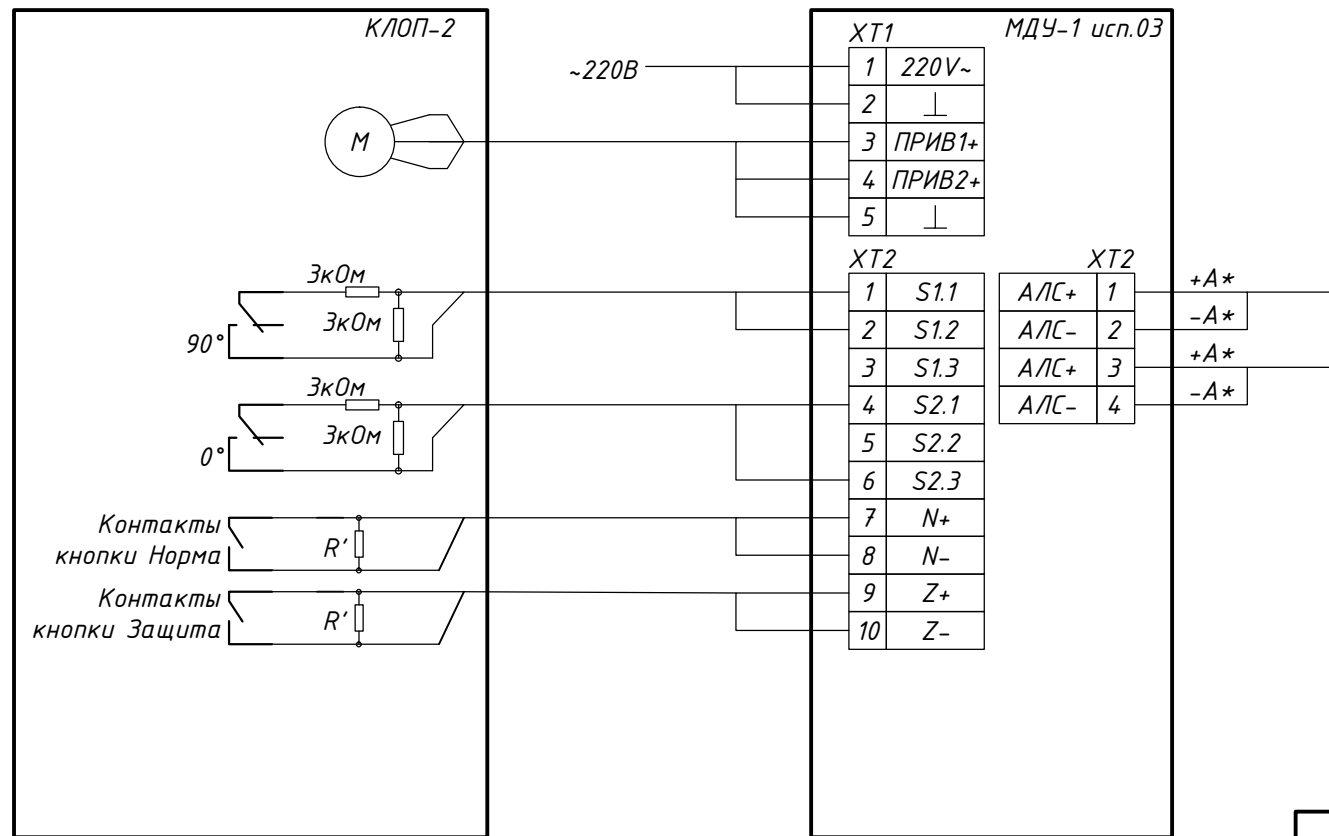 КЛОП-2
МДУ-1 исп.03
XT1
~220В
1 220V~
2 ⊥
М
3 ПРИВ1+
4 ПРИВ2+
5 ⊥
XT2
XT2
3кОм
3кОм
90°
1 S1.1
АЛС+ 1
+А*
2 S1.2
АЛС- 2
-А*
3 S1.3
АЛС+ 3
+А*
3кОм
3кОм
0°
4 S2.1
АЛС- 4
-А*
5 S2.2
6 S2.3
Контакты
кнопки Норма
R'
7 N+
8 N-
Контакты
кнопки Защита
R'
9 Z+
10 Z-